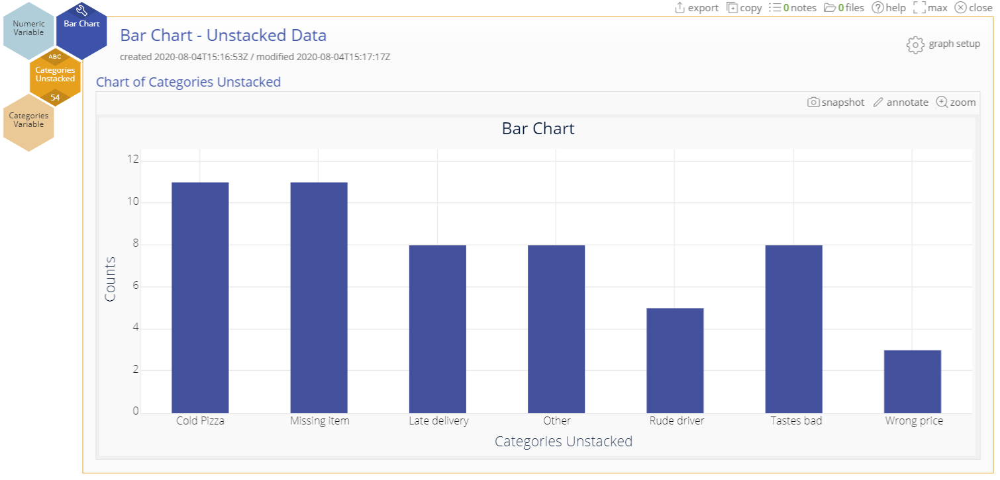 export copy 0 notes 0 files help max close
Numeric
Variable
Bar Chart
ABC
Categories
Unstacked
54
Categories
Variable
Bar Chart - Unstacked Data
graph setup
created 2020-08-04T15:16:53Z / modified 2020-08-04T15:17:17Z
Chart of Categories Unstacked
snapshot annotate zoom
Bar Chart
12
10
8
6
4
2
0
Counts
Cold Pizza Missing item Late delivery Other Rude driver Tastes bad Wrong price
Categories Unstacked